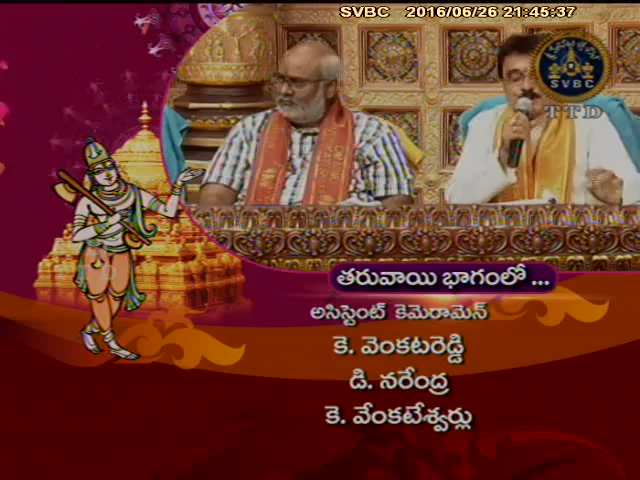 SVBC 2016/06/26 21:45:37
SVBC
TTD
తరువాయి భాగంలో ...
అసిస్టెంట్ కెమెరామెన్
కె. వెంకటరెడ్డి
డి. నరేంద్ర
కె. వేంకటేశ్వర్లు